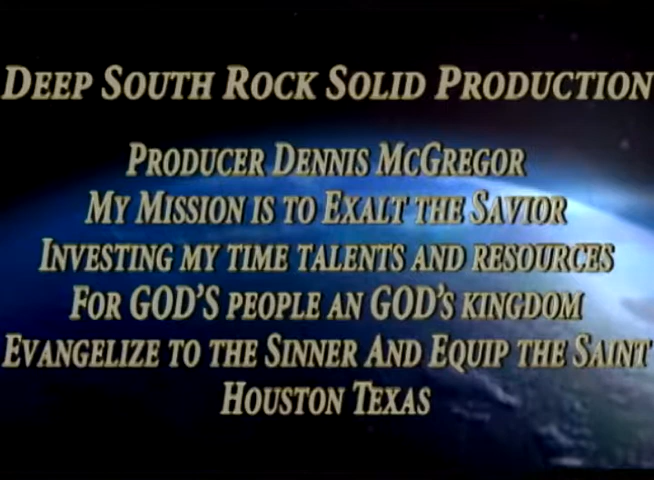 Deep South Rock Solid Production
Producer Dennis McGregor
My Mission is to Exalt the Savior
Investing my time talents and resources
For GOD'S people an GOD's kingdom
Evangelize to the Sinner And Equip the Saint
Houston Texas